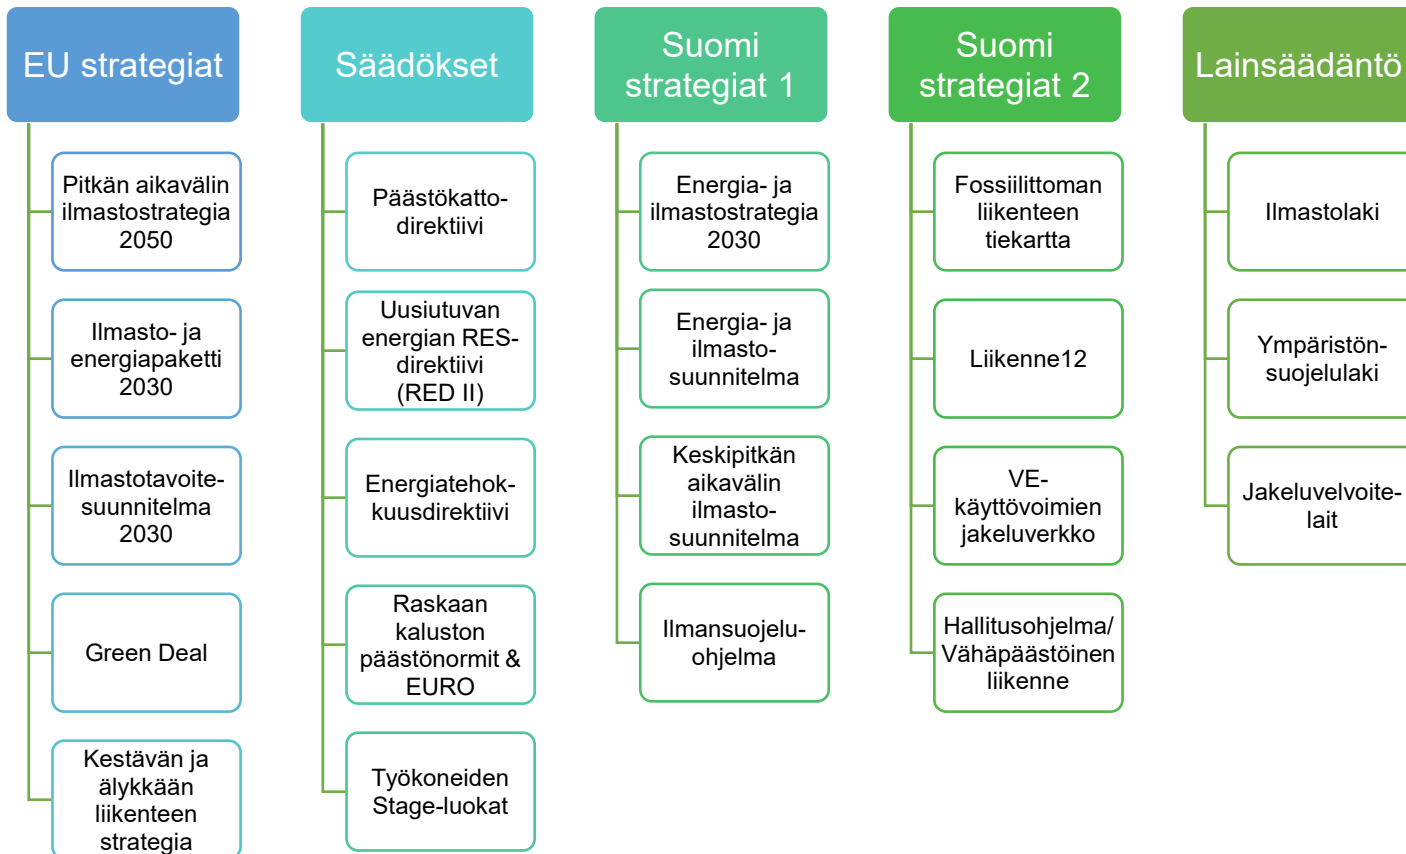 EU strategiat
Pitkän aikavälin
ilmastostrategia
2050
Ilmasto- ja
energiapaketti
2030
Ilmastotavoite-
suunnitelma
2030
Green Deal
Kestävän ja
älykkään
liikenteen
strategia
Säädökset
Päästökatto-
direktiivi
Uusiutuvan
energian RES-
direktiivi
(RED II)
Energiatehok-
kuusdirektiivi
Raskaan
kaluston
päästönormit &
EURO
Työkoneiden
Stage-luokat
Suomi
strategiat 1
Energia- ja
ilmastostrategia
2030
Energia- ja
ilmasto-
suunnitelma
Keskipitkän
aikavälin
ilmasto-
suunnitelma
Ilmansuojelu-
ohjelma
Suomi
strategiat 2
Fossiilittoman
liikenteen
tiekartta
Liikenne12
VE-
käyttövoimien
jakeluverkko
Hallitusohjelma/
Vähäpäästöinen
liikenne
Lainsäädäntö
Ilmastolaki
Ympäristön-
suojelulaki
Jakeluvelvoite-
lait